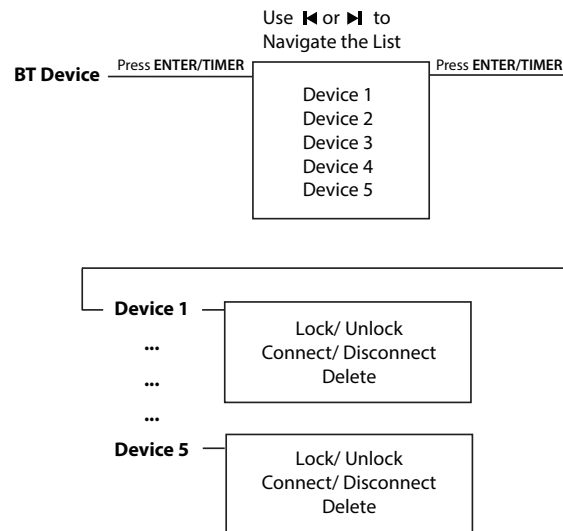 Use ⏮ or ⏭ to
Navigate the List
BT Device
Press ENTER/TIMER
Press ENTER/TIMER
Device 1
Device 2
Device 3
Device 4
Device 5
Device 1
Lock/ Unlock
Connect/ Disconnect
Delete
...
...
...
Device 5
Lock/ Unlock
Connect/ Disconnect
Delete